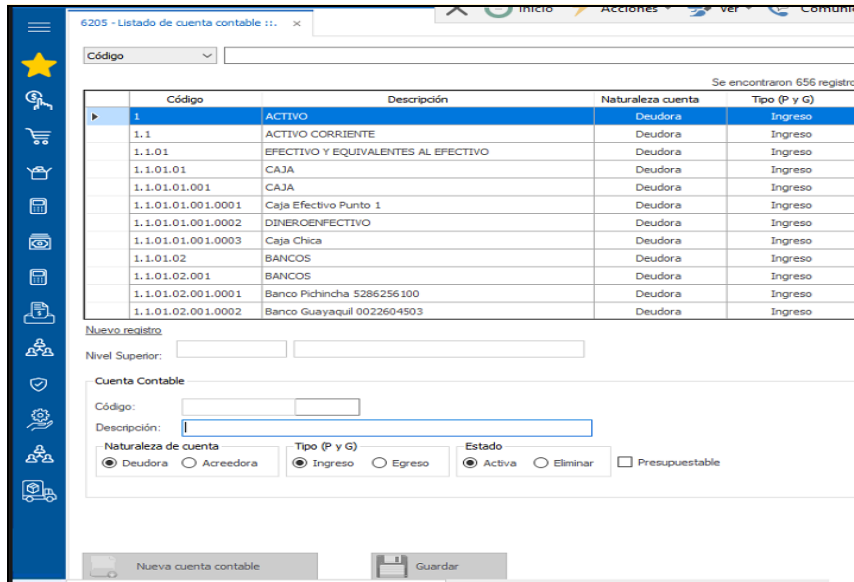 6205 - Listado de cuenta contable ::. ×
Inicio Acciones Ver Comuni
Código
Se encontraron 656 registro
Código Descripción Naturaleza cuenta Tipo (P y G)
1 ACTIVO Deudora Ingreso
1.1 ACTIVO CORRIENTE Deudora Ingreso
1.1.01 EFECTIVO Y EQUIVALENTES AL EFECTIVO Deudora Ingreso
1.1.01.01 CAJA Deudora Ingreso
1.1.01.01.001 CAJA Deudora Ingreso
1.1.01.01.001.0001 Caja Efectivo Punto 1 Deudora Ingreso
1.1.01.01.001.0002 DINEROENFECTIVO Deudora Ingreso
1.1.01.01.001.0003 Caja Chica Deudora Ingreso
1.1.01.02 BANCOS Deudora Ingreso
1.1.01.02.001 BANCOS Deudora Ingreso
1.1.01.02.001.0001 Banco Pichincha 5286256100 Deudora Ingreso
1.1.01.02.001.0002 Banco Guayaquil 0022604503 Deudora Ingreso
Nuevo registro
Nivel Superior:
Cuenta Contable
Código:
Descripción:
Naturaleza de cuenta Tipo (P y G) Estado
Deudora Acreedora Ingreso Egreso Activa Eliminar Presupuestable
Nueva cuenta contable Guardar